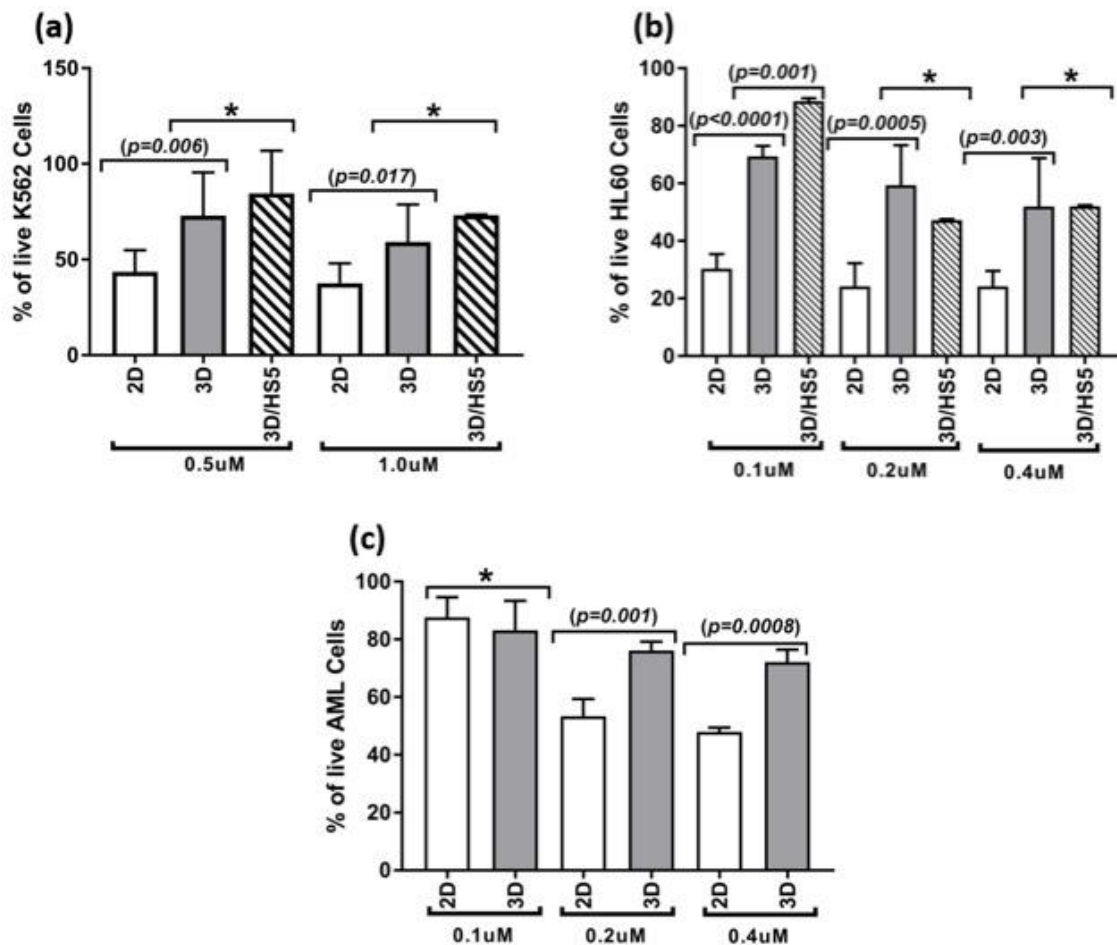 (a)
% of live K562 Cells
150
100
50
0
*
*
(p=0.006)
(p=0.017)
2D 3D 3D/HS5 2D 3D 3D/HS5
0.5uM 1.0uM
(b)
% of live HL60 Cells
100
80
60
40
20
0
(p=0.001)
*
*
(p<0.0001)
(p=0.0005)
(p=0.003)
2D 3D 3D/HS5 2D 3D 3D/HS5 2D 3D 3D/HS5
0.1uM 0.2uM 0.4uM
(c)
% of live AML Cells
100
80
60
40
20
0
*
(p=0.001)
(p=0.0008)
2D 3D 2D 3D 2D 3D
0.1uM 0.2uM 0.4uM